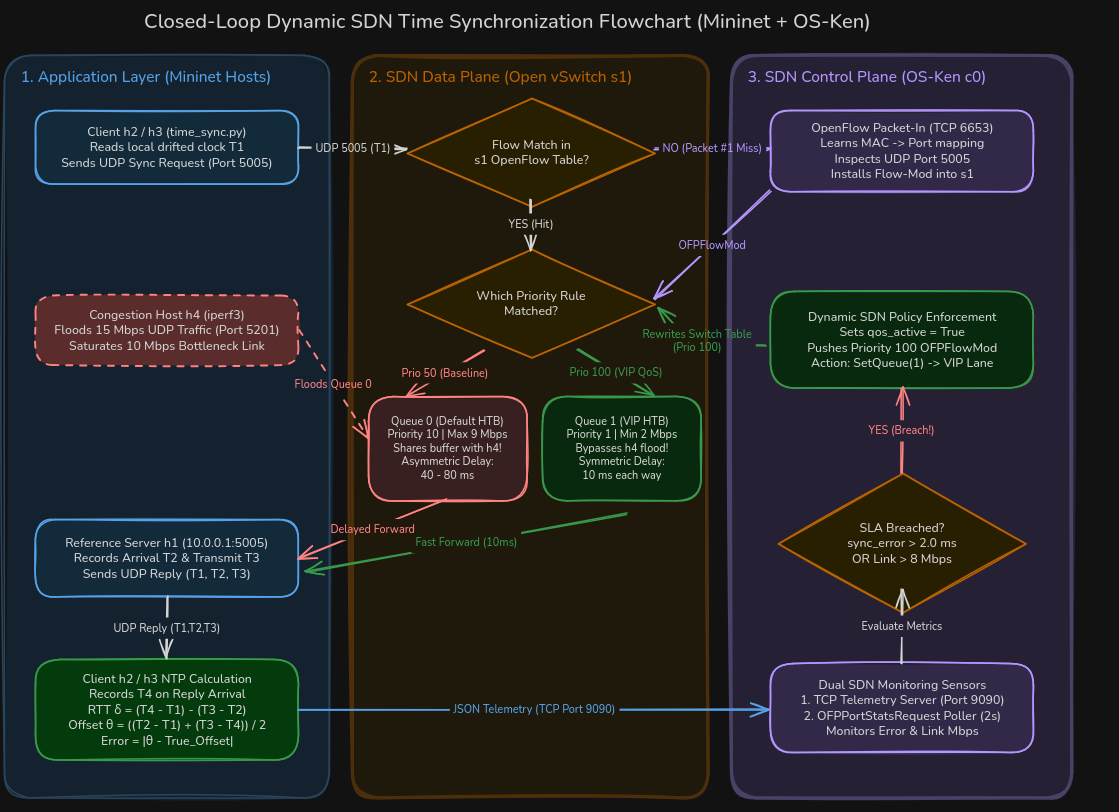 Closed-Loop Dynamic SDN Time Synchronization Flowchart (Mininet + OS-Ken)
1. Application Layer (Mininet Hosts)
Client h2 / h3 (time_sync.py)
Reads local drifted clock T1
Sends UDP Sync Request (Port 5005)
UDP 5005 (T1)
Congestion Host h4 (iperf3)
Floods 15 Mbps UDP Traffic (Port 5201)
Saturates 10 Mbps Bottleneck Link
Floods Queue 0
Reference Server h1 (10.0.0.1:5005)
Records Arrival T2 & Transmit T3
Sends UDP Reply (T1, T2, T3)
UDP Reply (T1,T2,T3)
Client h2 / h3 NTP Calculation
Records T4 on Reply Arrival
RTT δ = (T4 - T1) - (T3 - T2)
Offset θ = ((T2 - T1) + (T3 - T4)) / 2
Error = |θ - True_Offset|
2. SDN Data Plane (Open vSwitch s1)
Flow Match in
s1 OpenFlow Table?
NO (Packet #1 Miss)
YES (Hit)
Which Priority Rule
Matched?
Prio 50 (Baseline)
Prio 100 (VIP QoS)
Queue 0 (Default HTB)
Priority 10 | Max 9 Mbps
Shares buffer with h4!
Asymmetric Delay:
40 - 80 ms
Queue 1 (VIP HTB)
Priority 1 | Min 2 Mbps
Bypasses h4 flood!
Symmetric Delay:
10 ms each way
Delayed Forward
Fast Forward (10ms)
JSON Telemetry (TCP Port 9090)
3. SDN Control Plane (OS-Ken c0)
OpenFlow Packet-In (TCP 6653)
Learns MAC -> Port mapping
Inspects UDP Port 5005
Installs Flow-Mod into s1
OFPFlowMod
Dynamic SDN Policy Enforcement
Sets qos_active = True
Pushes Priority 100 OFPFlowMod
Action: SetQueue(1) -> VIP Lane
Rewrites Switch Table
(Prio 100)
YES (Breach!)
SLA Breached?
sync_error > 2.0 ms
OR Link > 8 Mbps
Evaluate Metrics
Dual SDN Monitoring Sensors
1. TCP Telemetry Server (Port 9090)
2. OFPPortStatsRequest Poller (2s)
Monitors Error & Link Mbps